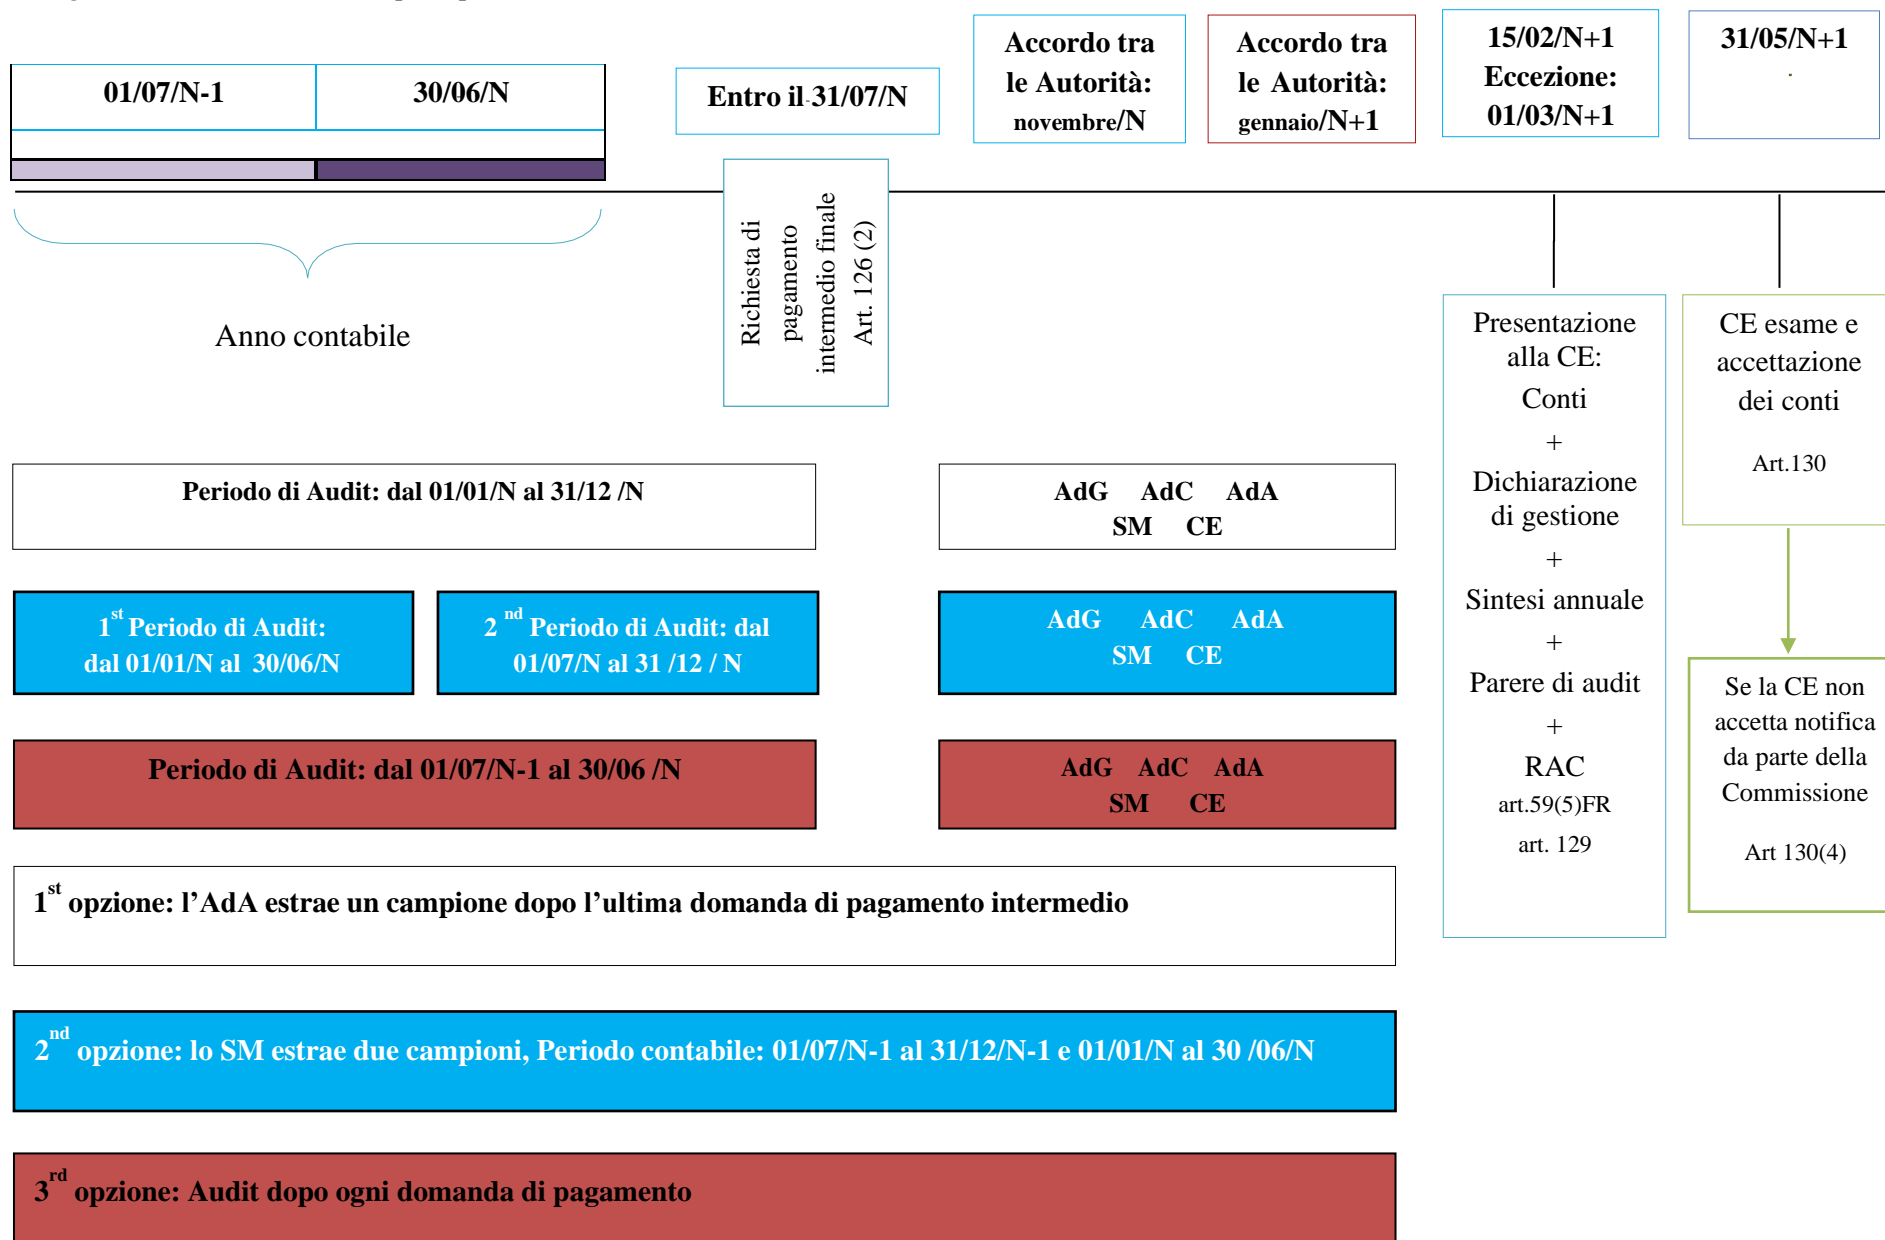 01/07/N-1
30/06/N
Entro il 31/07/N
Accordo tra
le Autorità:
novembre/N
Accordo tra
le Autorità:
gennaio/N+1
15/02/N+1
Eccezione:
01/03/N+1
31/05/N+1
Anno contabile
Richiesta di
pagamento
intermedio finale
Art. 126 (2)
Periodo di Audit: dal 01/01/N al 31/12 /N
AdG AdC AdA
SM CE
1st Periodo di Audit:
dal 01/01/N al 30/06/N
2 nd Periodo di Audit: dal
01/07/N al 31 /12 / N
AdG AdC AdA
SM CE
Periodo di Audit: dal 01/07/N-1 al 30/06 /N
AdG AdC AdA
SM CE
1st opzione: l’AdA estrae un campione dopo l’ultima domanda di pagamento intermedio
2nd opzione: lo SM estrae due campioni, Periodo contabile: 01/07/N-1 al 31/12/N-1 e 01/01/N al 30 /06/N
3rd opzione: Audit dopo ogni domanda di pagamento
Presentazione
alla CE:
Conti
+
Dichiarazione
di gestione
+
Sintesi annuale
+
Parere di audit
+
RAC
art.59(5)FR
art. 129
CE esame e
accettazione
dei conti
Art.130
Se la CE non
accetta notifica
da parte della
Commissione
Art 130(4)